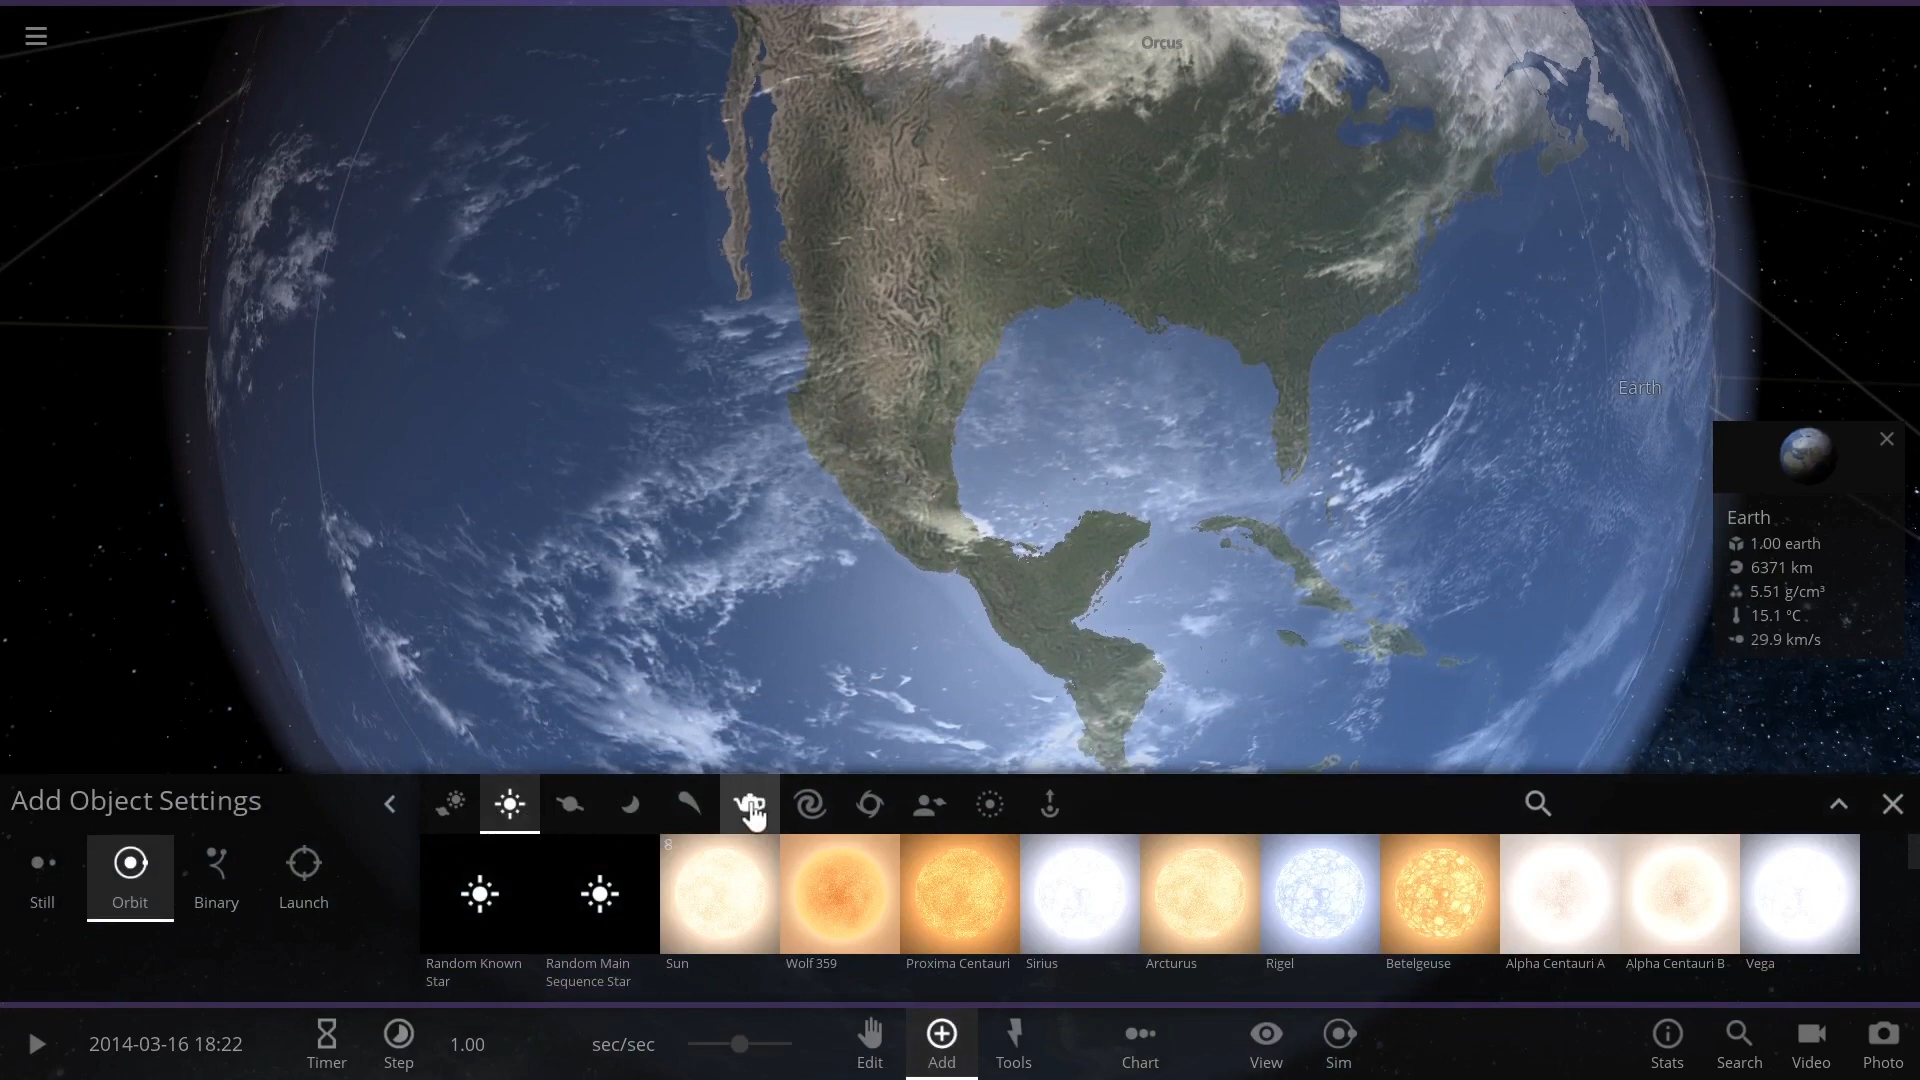 Orcus
Earth
Earth
1.00 earth
6371 km
5.51 g/cm³
15.1 °C
29.9 km/s
Add Object Settings
Still
Orbit
Binary
Launch
8
Random Known
Star
Random Main
Sequence Star
Sun
Wolf 359
Proxima Centauri
Sirius
Arcturus
Rigel
Betelgeuse
Alpha Centauri A
Alpha Centauri B
Vega
2014-03-16 18:22
Timer
Step
1.00
sec/sec
Edit
Add
Tools
Chart
View
Sim
Stats
Search
Video
Photo